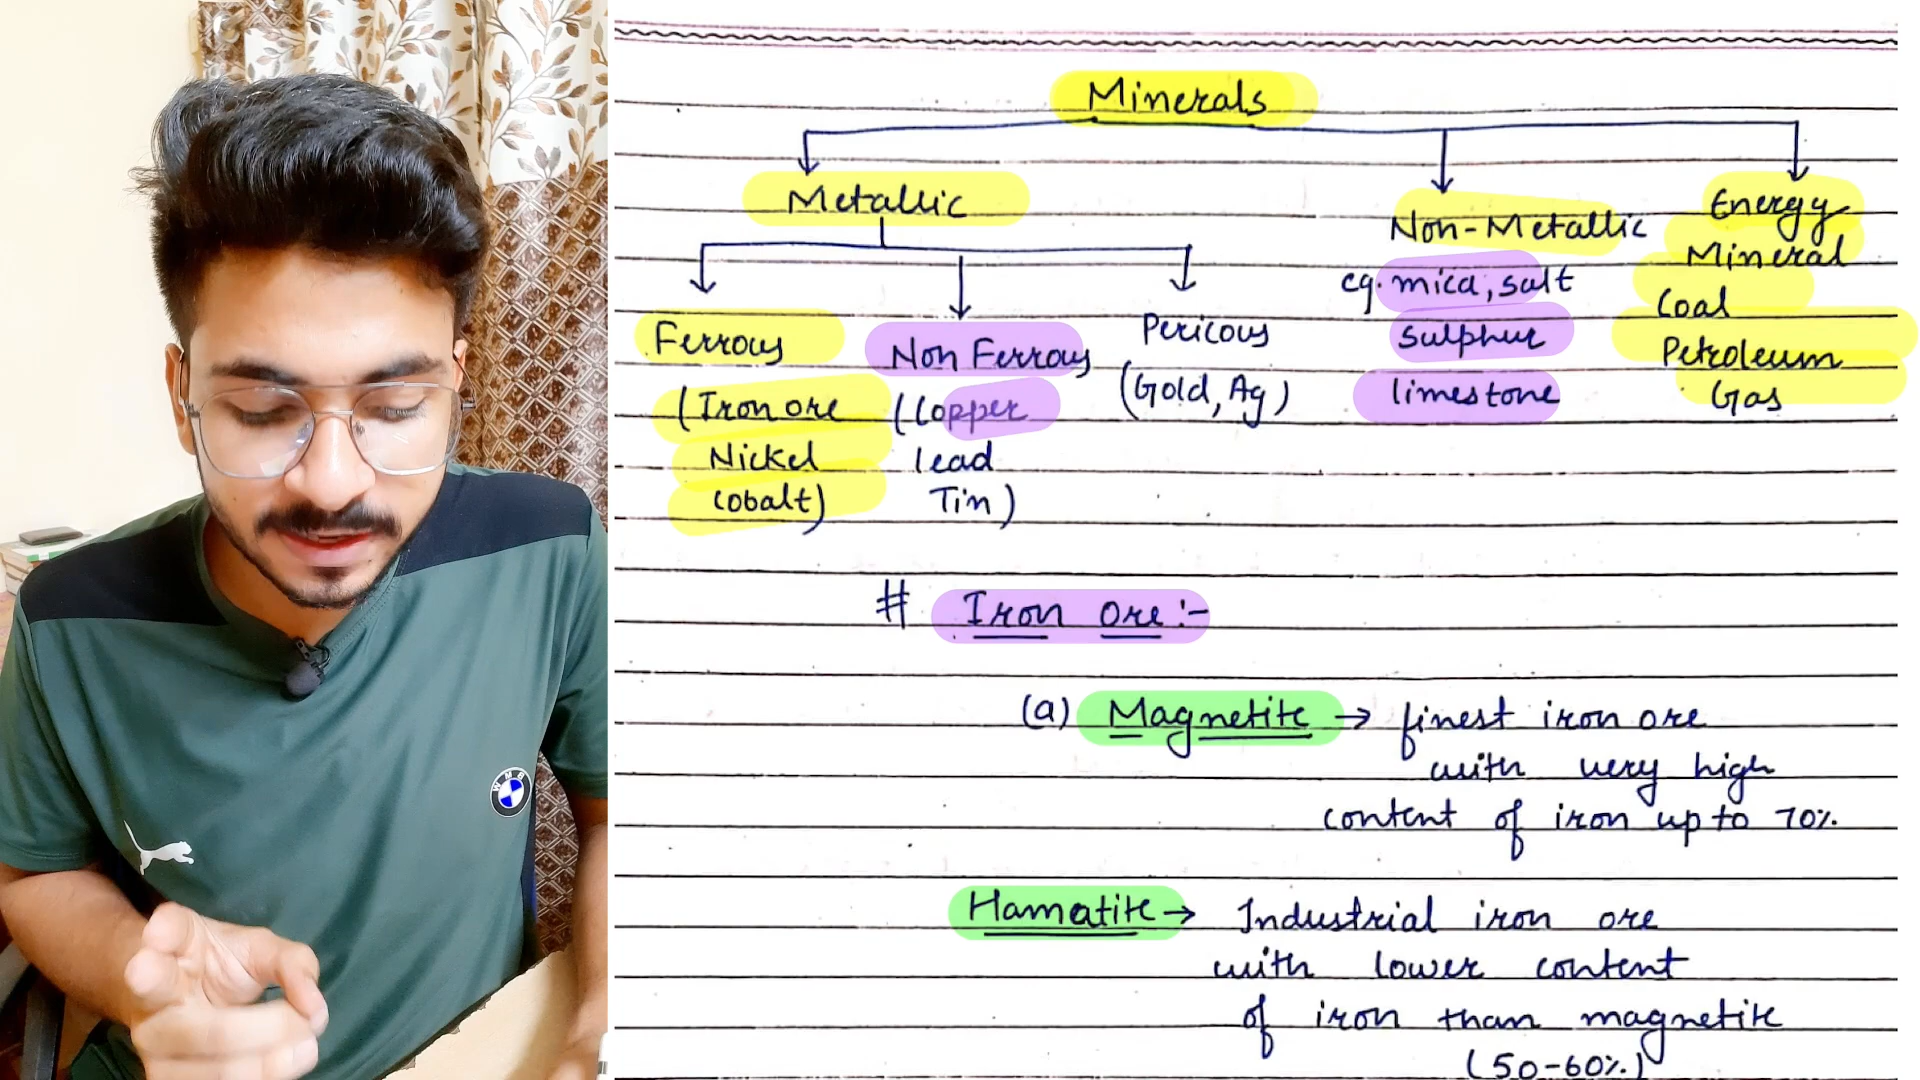 Minerals
Metallic
Non-Metallic
Energy
Mineral
Coal
Petroleum
Gas
eg. mica, salt
sulphur
limestone
Ferrous
(Iron ore
Nickel
Cobalt)
Non Ferrous
(Copper
lead
Tin)
Pericous
(Gold, Ag)
# Iron Ore :-
(a) Magnetite → finest iron ore
with very high
content of iron up to 70%.
Hamatite → Industrial iron ore
with lower content
of iron than magnetite
(50-60%.)
BMW